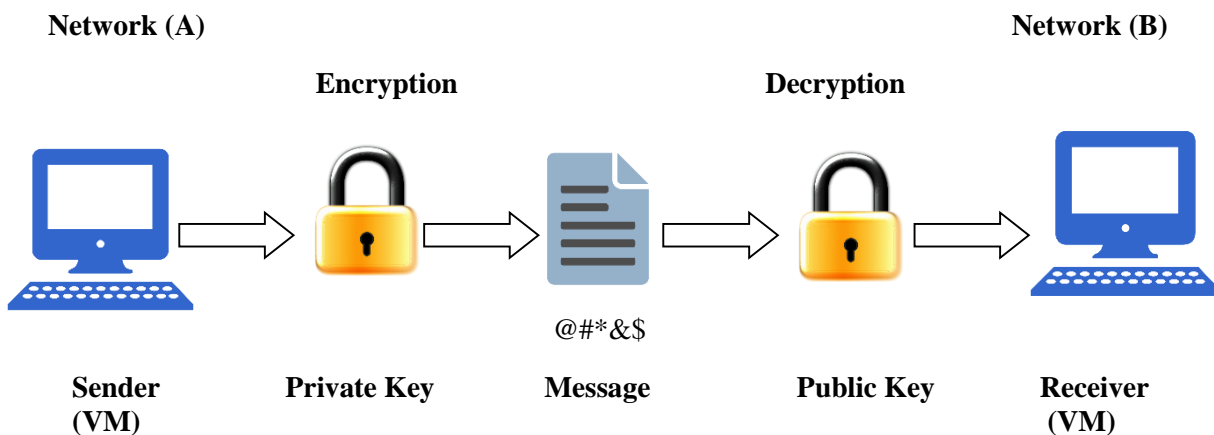 Network (A)
Network (B)
Encryption
Decryption
@#*&$
Sender
(VM)
Private Key
Message
Public Key
Receiver
(VM)